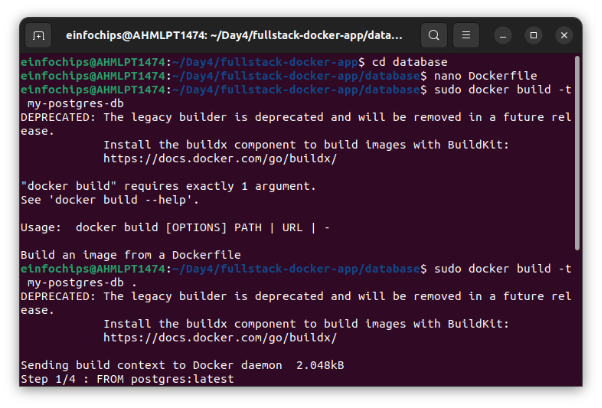 einfochips@AHMLPT1474: ~/Day4/fullstack-docker-app/data...
einfochips@AHMLPT1474:~/Day4/fullstack-docker-app$ cd database
einfochips@AHMLPT1474:~/Day4/fullstack-docker-app/database$ nano Dockerfile
einfochips@AHMLPT1474:~/Day4/fullstack-docker-app/database$ sudo docker build -t
 my-postgres-db
DEPRECATED: The legacy builder is deprecated and will be removed in a future rel
ease.
            Install the buildx component to build images with BuildKit:
            https://docs.docker.com/go/buildx/

"docker build" requires exactly 1 argument.
See 'docker build --help'.

Usage:  docker build [OPTIONS] PATH | URL | -

Build an image from a Dockerfile
einfochips@AHMLPT1474:~/Day4/fullstack-docker-app/database$ sudo docker build -t
 my-postgres-db .
DEPRECATED: The legacy builder is deprecated and will be removed in a future rel
ease.
            Install the buildx component to build images with BuildKit:
            https://docs.docker.com/go/buildx/

Sending build context to Docker daemon  2.048kB
Step 1/4 : FROM postgres:latest